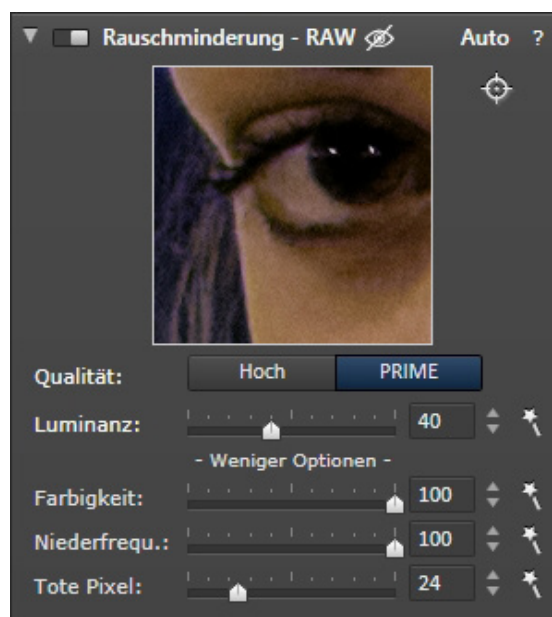 Rauschminderung - RAW Auto ?
Qualität: Hoch PRIME
Luminanz: 40
- Weniger Optionen -
Farbigkeit: 100
Niederfrequ.: 100
Tote Pixel: 24